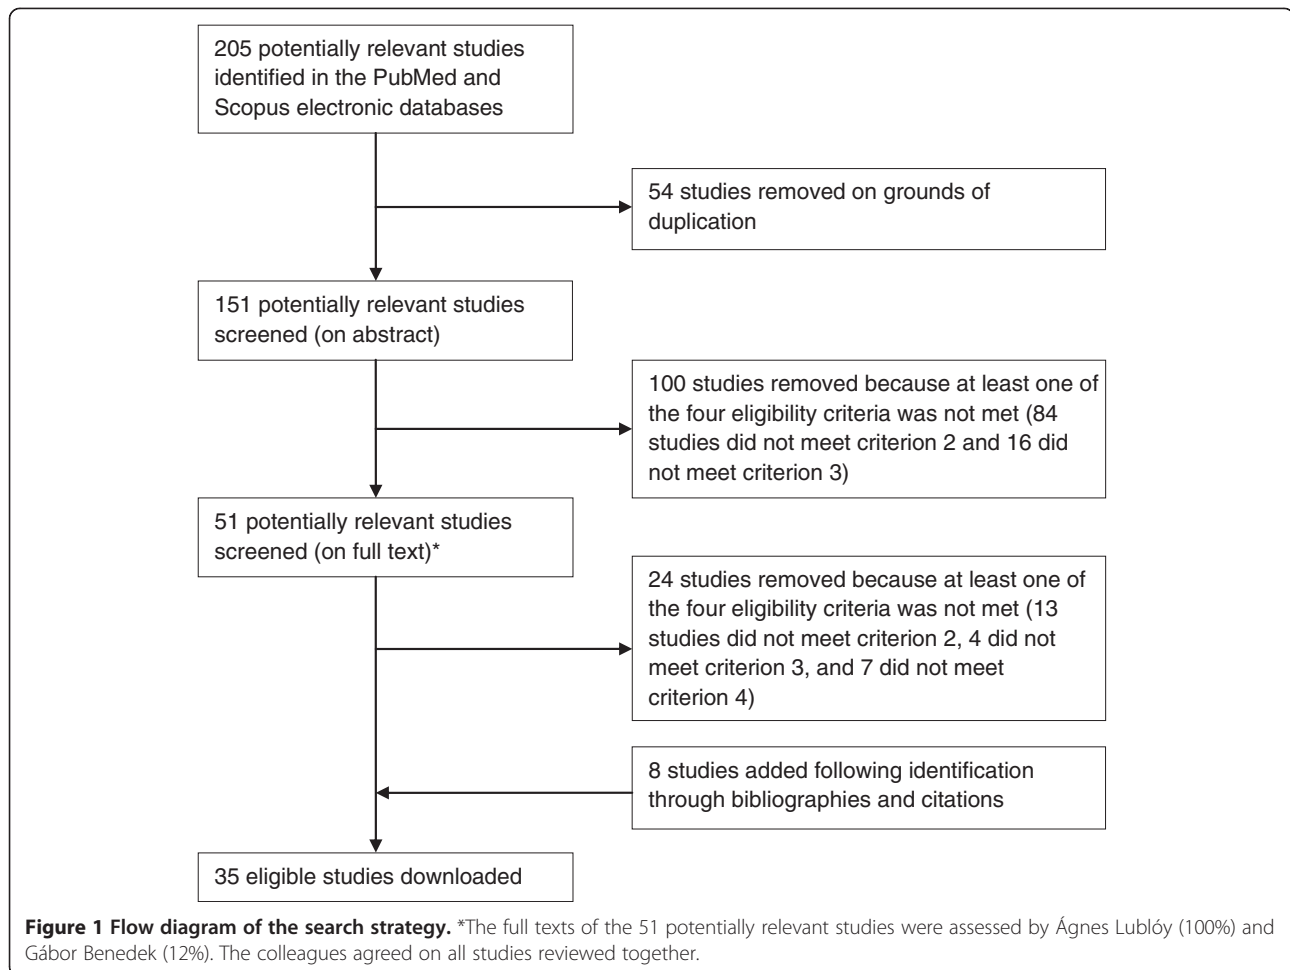 205 potentially relevant studies
identified in the PubMed and
Scopus electronic databases
54 studies removed on grounds of
duplication
151 potentially relevant studies
screened (on abstract)
100 studies removed because at least one of
the four eligibility criteria was not met (84
studies did not meet criterion 2 and 16 did
not meet criterion 3)
51 potentially relevant studies
screened (on full text)*
24 studies removed because at least one of
the four eligibility criteria was not met (13
studies did not meet criterion 2, 4 did not
meet criterion 3, and 7 did not meet
criterion 4)
8 studies added following identification
through bibliographies and citations
35 eligible studies downloaded
Figure 1 Flow diagram of the search strategy. *The full texts of the 51 potentially relevant studies were assessed by Ágnes Lublóy (100%) and
Gábor Benedek (12%). The colleagues agreed on all studies reviewed together.